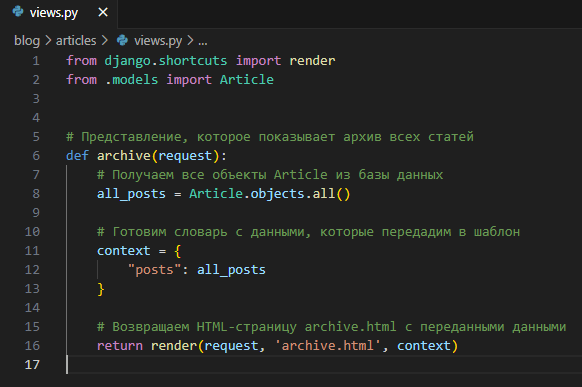 views.py ×
blog > articles > views.py > ...
1 from django.shortcuts import render
2 from .models import Article
3
4
5 # Представление, которое показывает архив всех статей
6 def archive(request):
7     # Получаем все объекты Article из базы данных
8     all_posts = Article.objects.all()
9
10     # Готовим словарь с данными, которые передадим в шаблон
11     context = {
12         "posts": all_posts
13     }
14
15     # Возвращаем HTML-страницу archive.html с переданными данными
16     return render(request, 'archive.html', context)
17